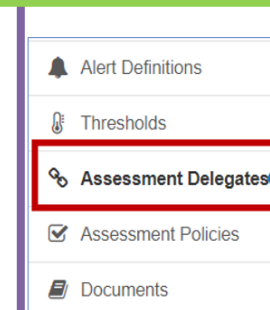 Alert Definitions
Thresholds
Assessment Delegates
Assessment Policies
Documents